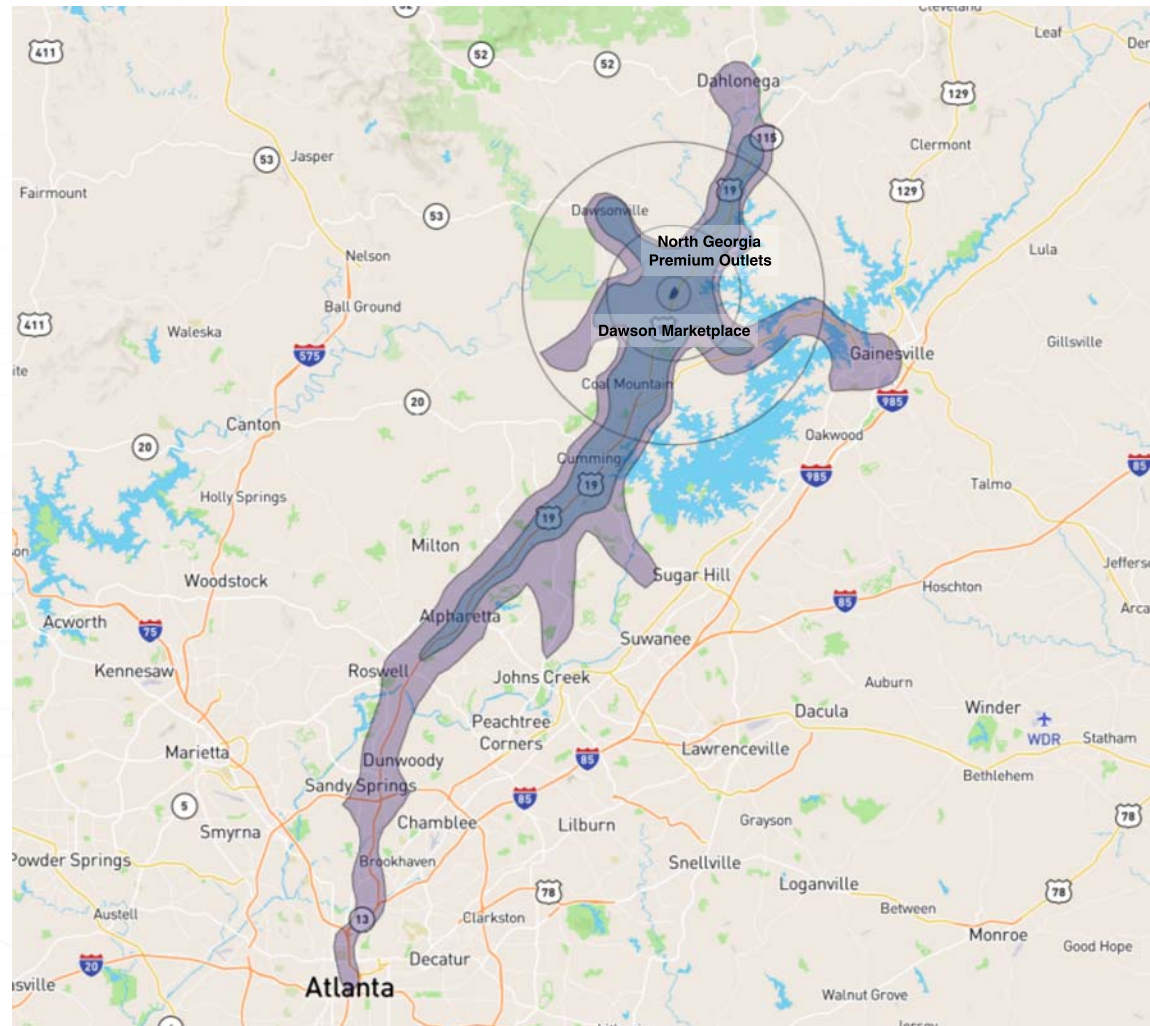 52
Cleveland
411
52
52
Leaf
Dahlonega
129
115
Clermont
53
Jasper
Fairmount
19
129
53
Dawsonville
North Georgia
Premium Outlets
Lula
Nelson
Ball Ground
411
Waleska
Dawson Marketplace
575
Gainesville
Gillsville
Coal Mountain
985
20
Canton
Oakwood
20
Cumming
85
985
Talmo
19
Holly Springs
19
Milton
Sugar Hill
Woodstock
Hoschton
85
Acworth
75
Alpharetta
Suwanee
Kennesaw
Roswell
Johns Creek
Auburn
Winder
Dacula
Peachtree
Corners
WDR
Statham
Marietta
Lawrenceville
85
Dunwoody
Bethlehem
Sandy Springs
85
5
78
Chamble​e
Lilburn
Grayson
Smyrna
Powder Springs
Brookhaven
Snellville
Loganville
78
78
Between
Austell
13
Clarkston
Monroe
Good Hope
Decatur
20
Atlanta
Walnut Grove